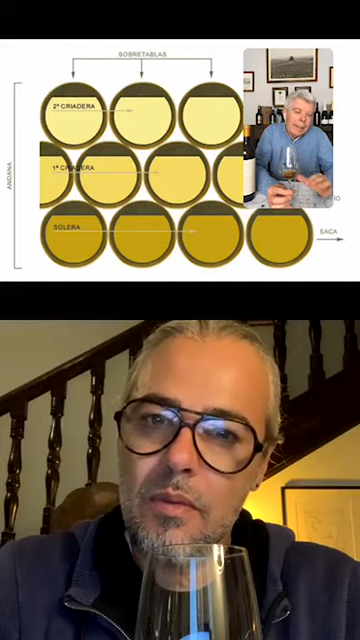 SOBRETABLAS
2ª CRIADERA
1ª CRIADERA
ANDANA
SOLERA
SACA